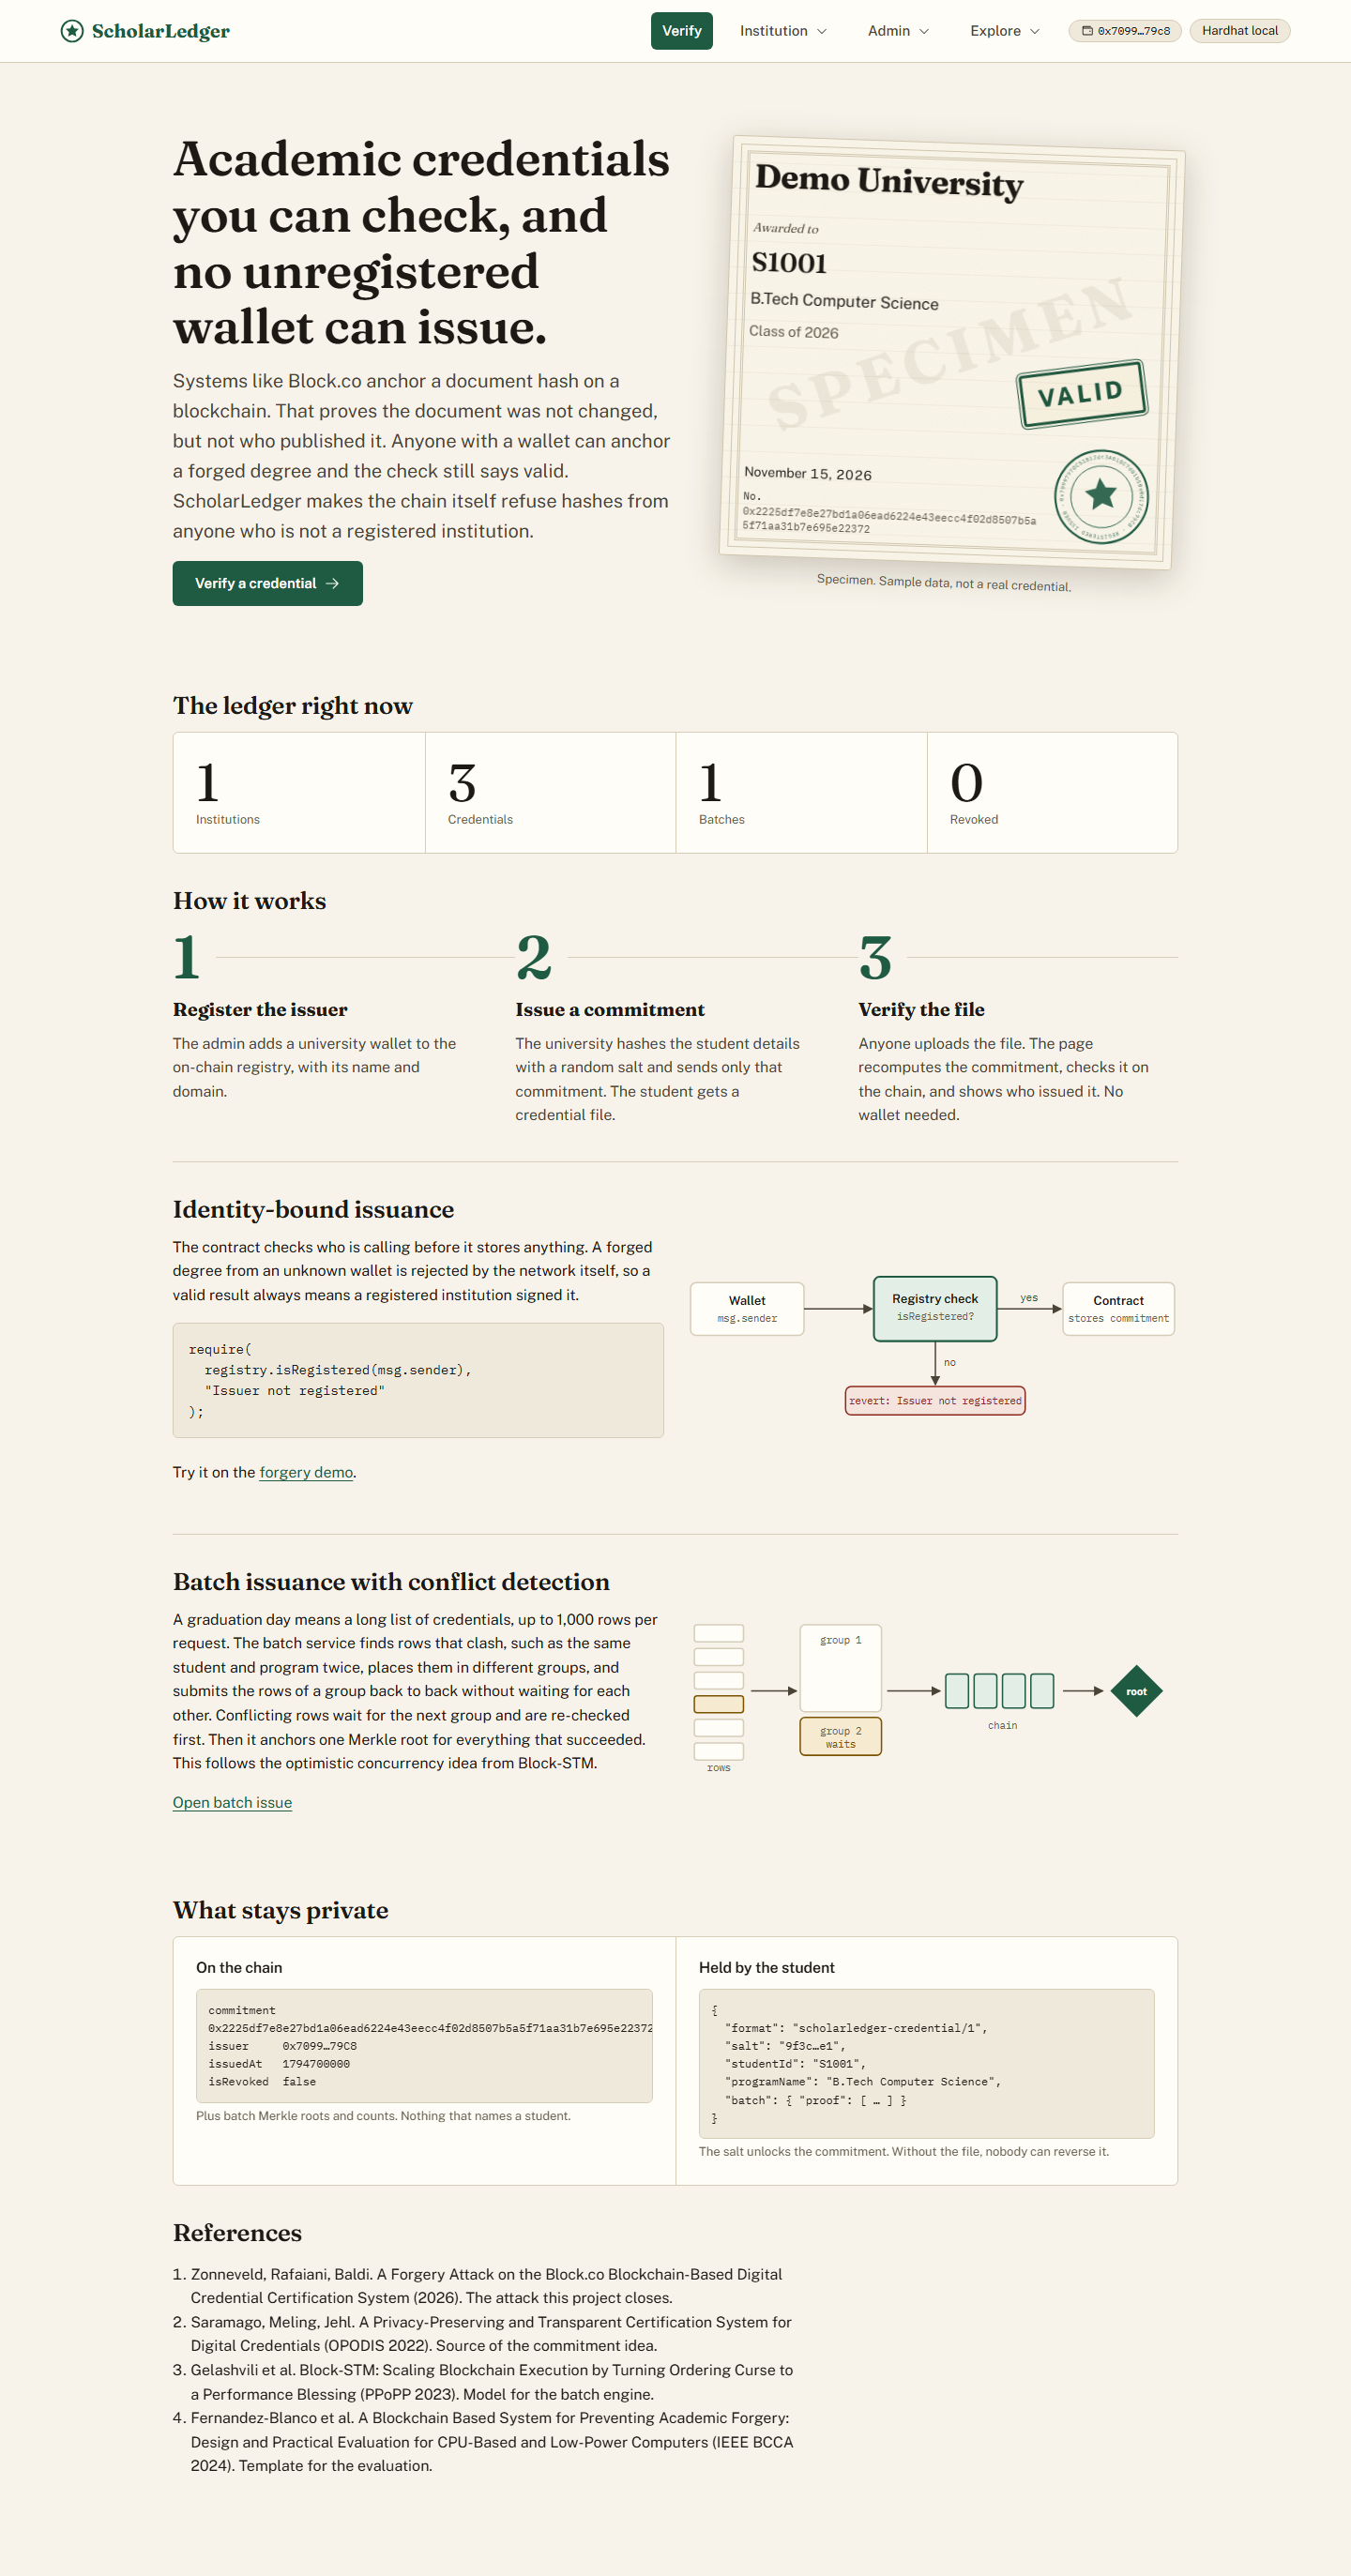 ScholarLedger
Verify
Institution
Admin
Explore
0x7099…79c8
Hardhat local
Academic credentials
you can check, and
no unregistered
wallet can issue.
Systems like Block.co anchor a document hash on a
blockchain. That proves the document was not changed,
but not who published it. Anyone with a wallet can anchor
a forged degree and the check still says valid.
ScholarLedger makes the chain itself refuse hashes from
anyone who is not a registered institution.
Verify a credential
Demo University
Awarded to
S1001
B.Tech Computer Science
Class of 2026
SPECIMEN
VALID
November 15, 2026
No.
0x2225df7e8e27bd1a06ead6224e43eecc4f02d8507b5a
5f71aa31b7e695e22372
Specimen. Sample data, not a real credential.
The ledger right now
1
Institutions
3
Credentials
1
Batches
0
Revoked
How it works
1
Register the issuer
The admin adds a university wallet to the
on-chain registry, with its name and
domain.
2
Issue a commitment
The university hashes the student details
with a random salt and sends only that
commitment. The student gets a
credential file.
3
Verify the file
Anyone uploads the file. The page
recomputes the commitment, checks it on
the chain, and shows who issued it. No
wallet needed.
Identity-bound issuance
The contract checks who is calling before it stores anything. A forged
degree from an unknown wallet is rejected by the network itself, so a
valid result always means a registered institution signed it.
require(
  registry.isRegistered(msg.sender),
  "Issuer not registered"
);
Try it on the forgery demo.
Wallet
msg.sender
Registry check
isRegistered?
yes
Contract
stores commitment
no
revert: Issuer not registered
Batch issuance with conflict detection
A graduation day means a long list of credentials, up to 1,000 rows per
request. The batch service finds rows that clash, such as the same
student and program twice, places them in different groups, and
submits the rows of a group back to back without waiting for each
other. Conflicting rows wait for the next group and are re-checked
first. Then it anchors one Merkle root for everything that succeeded.
This follows the optimistic concurrency idea from Block-STM.
Open batch issue
rows
group 1
group 2
waits
chain
root
What stays private
On the chain
commitment
0x2225df7e8e27bd1a06ead6224e43eecc4f02d8507b5a5f71aa31b7e695e22372
issuer     0x7099…79C8
issuedAt   1794700000
isRevoked  false
Plus batch Merkle roots and counts. Nothing that names a student.
Held by the student
{
  "format": "scholarledger-credential/1",
  "salt": "9f3c…e1",
  "studentId": "S1001",
  "programName": "B.Tech Computer Science",
  "batch": { "proof": [ … ] }
}
The salt unlocks the commitment. Without the file, nobody can reverse it.
References
1. Zonneveld, Rafaiani, Baldi. A Forgery Attack on the Block.co Blockchain-Based Digital
Credential Certification System (2026). The attack this project closes.
2. Saramago, Meling, Jehl. A Privacy-Preserving and Transparent Certification System for
Digital Credentials (OPODIS 2022). Source of the commitment idea.
3. Gelashvili et al. Block-STM: Scaling Blockchain Execution by Turning Ordering Curse to
a Performance Blessing (PPoPP 2023). Model for the batch engine.
4. Fernandez-Blanco et al. A Blockchain Based System for Preventing Academic Forgery:
Design and Practical Evaluation for CPU-Based and Low-Power Computers (IEEE BCCA
2024). Template for the evaluation.